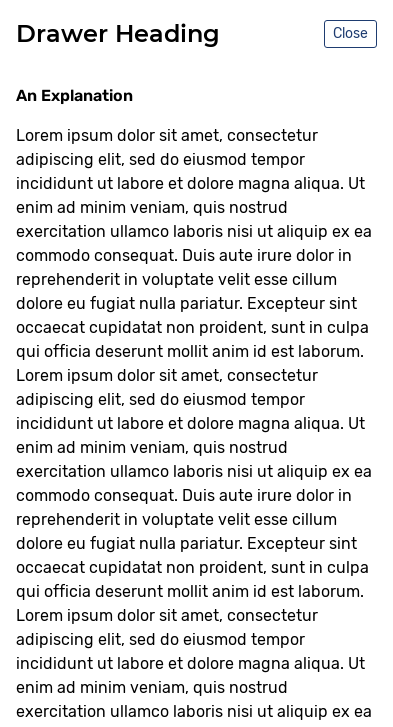 Drawer Heading
Close
An Explanation
Lorem ipsum dolor sit amet, consectetur
adipiscing elit, sed do eiusmod tempor
incididunt ut labore et dolore magna aliqua. Ut
enim ad minim veniam, quis nostrud
exercitation ullamco laboris nisi ut aliquip ex ea
commodo consequat. Duis aute irure dolor in
reprehenderit in voluptate velit esse cillum
dolore eu fugiat nulla pariatur. Excepteur sint
occaecat cupidatat non proident, sunt in culpa
qui officia deserunt mollit anim id est laborum.
Lorem ipsum dolor sit amet, consectetur
adipiscing elit, sed do eiusmod tempor
incididunt ut labore et dolore magna aliqua. Ut
enim ad minim veniam, quis nostrud
exercitation ullamco laboris nisi ut aliquip ex ea
commodo consequat. Duis aute irure dolor in
reprehenderit in voluptate velit esse cillum
dolore eu fugiat nulla pariatur. Excepteur sint
occaecat cupidatat non proident, sunt in culpa
qui officia deserunt mollit anim id est laborum.
Lorem ipsum dolor sit amet, consectetur
adipiscing elit, sed do eiusmod tempor
incididunt ut labore et dolore magna aliqua. Ut
enim ad minim veniam, quis nostrud
exercitation ullamco laboris nisi ut aliquip ex ea